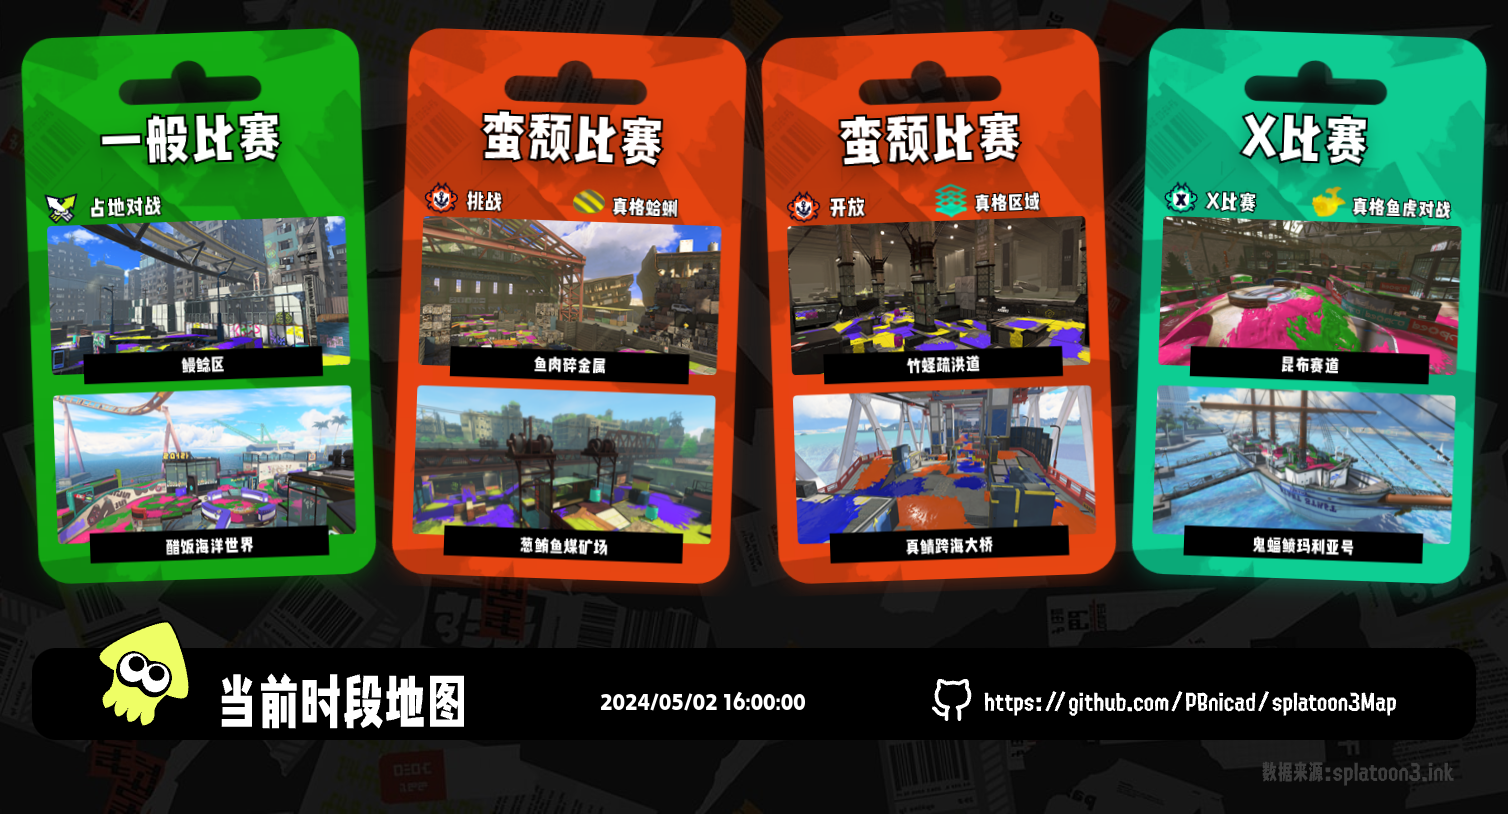 一般比赛
占地对战
鳗鲶区
醋饭海洋世界
蛮颓比赛
挑战
真格蛤蜊
鱼肉碎金属
葱鲔鱼煤矿场
蛮颓比赛
开放
真格区域
竹蛏疏洪道
真鲭跨海大桥
X比赛
X比赛
真格鱼虎对战
昆布赛道
鬼蝠鲼玛利亚号
当前时段地图
2024/05/02 16:00:00
https://github.com/PBnicad/splatoon3Map
数据来源:splatoon3.ink